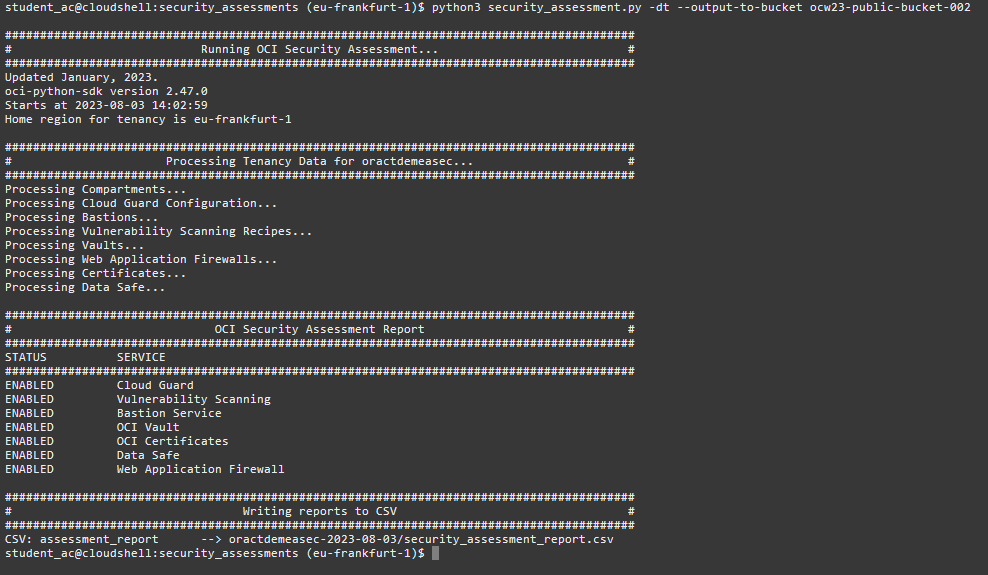 student_ac@cloudshell:security_assessments (eu-frankfurt-1)$ python3 security_assessment.py -dt --output-to-bucket ocw23-public-bucket-002
##########################################################################################
#                           Running OCI Security Assessment...                           #
##########################################################################################
Updated January, 2023.
oci-python-sdk version 2.47.0
Starts at 2023-08-03 14:02:59
Home region for tenancy is eu-frankfurt-1
##########################################################################################
#                      Processing Tenancy Data for oractdemeasec...                      #
##########################################################################################
Processing Compartments...
Processing Cloud Guard Configuration...
Processing Bastions...
Processing Vulnerability Scanning Recipes...
Processing Vaults...
Processing Web Application Firewalls...
Processing Certificates...
Processing Data Safe...
##########################################################################################
#                             OCI Security Assessment Report                             #
##########################################################################################
STATUS          SERVICE
##########################################################################################
ENABLED         Cloud Guard
ENABLED         Vulnerability Scanning
ENABLED         Bastion Service
ENABLED         OCI Vault
ENABLED         OCI Certificates
ENABLED         Data Safe
ENABLED         Web Application Firewall
##########################################################################################
#                                 Writing reports to CSV                                 #
##########################################################################################
CSV: assessment_report      --> oractdemeasec-2023-08-03/security_assessment_report.csv
student_ac@cloudshell:security_assessments (eu-frankfurt-1)$